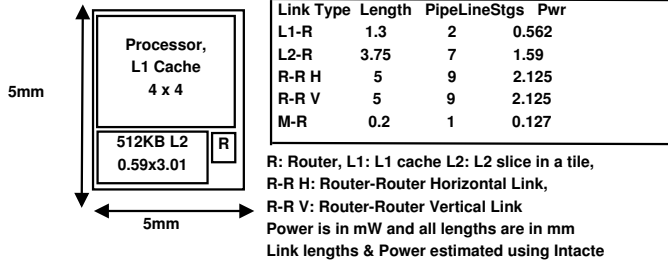 5mm
Processor,
L1 Cache
4 x 4
512KB L2
0.59x3.01
R
5mm
Link Type Length PipeLineStgs Pwr
L1-R 1.3 2 0.562
L2-R 3.75 7 1.59
R-R H 5 9 2.125
R-R V 5 9 2.125
M-R 0.2 1 0.127
R: Router, L1: L1 cache L2: L2 slice in a tile,
R-R H: Router-Router Horizontal Link,
R-R V: Router-Router Vertical Link
Power is in mW and all lengths are in mm
Link lengths & Power estimated using Intacte